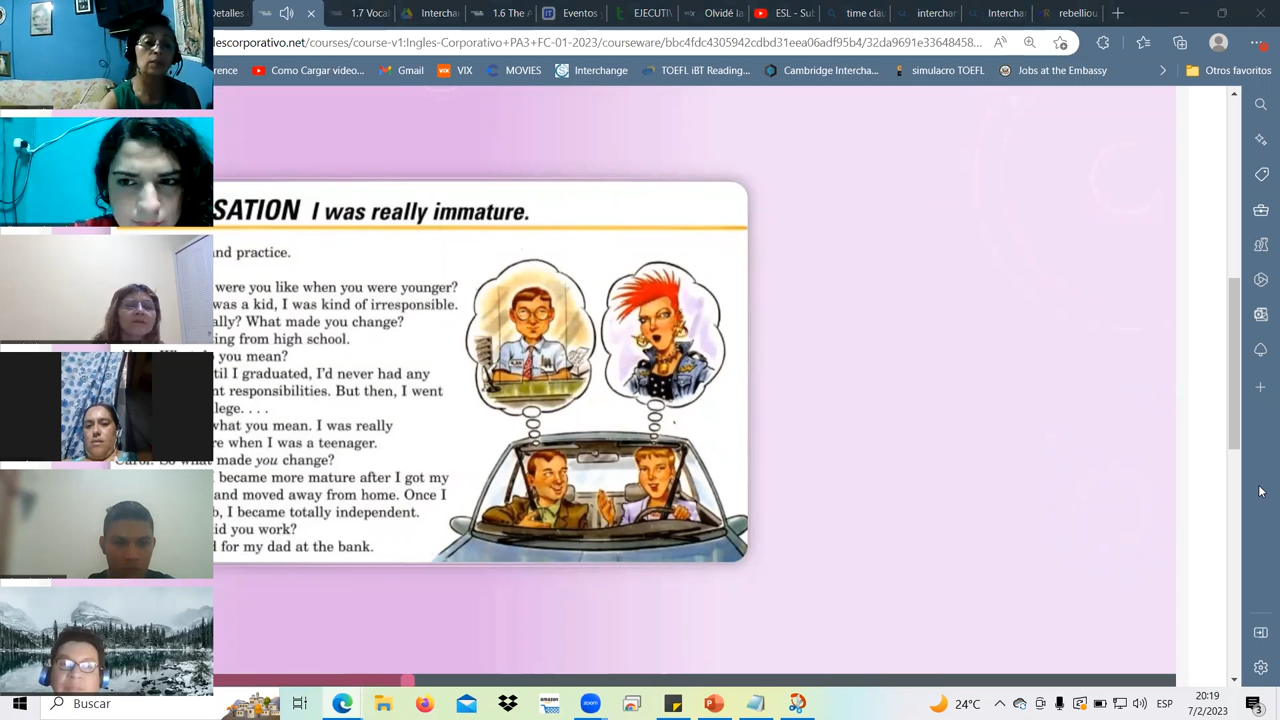 1.7 Vocal
Intercha
1.6 The A
Eventos
EJECUTIV
Olvidé la
ESL - Sub
time clau
interchar
Intercha
rebelliou
lescorporativo.net/courses/course-v1:Ingles-Corporativo+PA3+FC-01-2023/courseware/bbc4fdc4305942cdbd31eea06adf95b4/32da9691e33648458...
rence
Como Cargar video...
Gmail
VIX
MOVIES
Interchange
TOEFL iBT Reading...
Cambridge Intercha...
simulacro TOEFL
Jobs at the Embassy
Otros favoritos
SATION I was really immature.
nd practice.
were you like when you were younger?
was a kid, I was kind of irresponsible.
ally? What made you change?
ing from high school.
you mean?
til I graduated, I'd never had any
nt responsibilities. But then, I went
lege. . . .
what you mean. I was really
re when I was a teenager.
Carol: So what made you change?
became more mature after I got my
and moved away from home. Once I
b, I became totally independent.
id you work?
d for my dad at the bank.
Buscar
24°C
ESP
20:19
7/2/2023
3